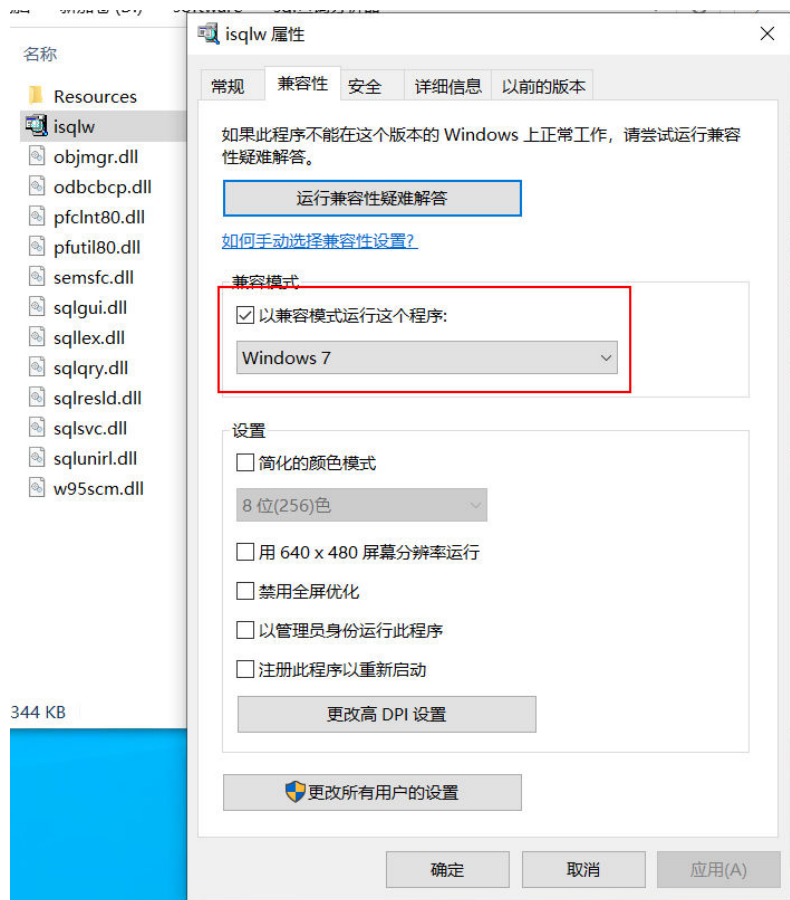 名称
Resources
isqlw
objmgr.dll
odbcbcp.dll
pfclnt80.dll
pfutil80.dll
semsfc.dll
sqlgui.dll
sqllex.dll
sqlqry.dll
sqlresld.dll
sqlsvc.dll
sqlunirl.dll
w95scm.dll
344 KB
isqlw 属性
常规 兼容性 安全 详细信息 以前的版本
如果此程序不能在这个版本的 Windows 上正常工作，请尝试运行兼容
性疑难解答。
运行兼容性疑难解答
如何手动选择兼容性设置?
兼容模式
以兼容模式运行这个程序:
Windows 7
设置
简化的颜色模式
8 位(256)色
用 640 x 480 屏幕分辨率运行
禁用全屏优化
以管理员身份运行此程序
注册此程序以重新启动
更改高 DPI 设置
更改所有用户的设置
确定 取消 应用(A)